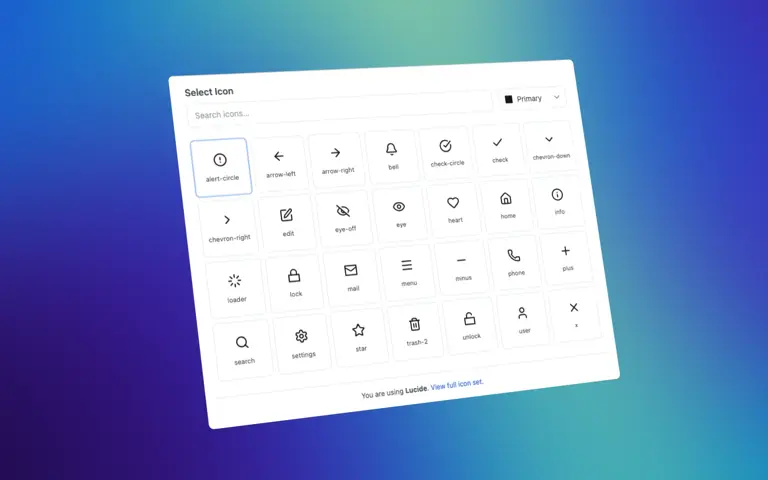 Select Icon
Search icons...
Primary
alert-circle
arrow-left
arrow-right
bell
check-circle
check
chevron-down
chevron-right
edit
eye-off
eye
heart
home
info
loader
lock
mail
menu
minus
phone
plus
search
settings
star
trash-2
unlock
user
x
You are using Lucide. View full icon set.